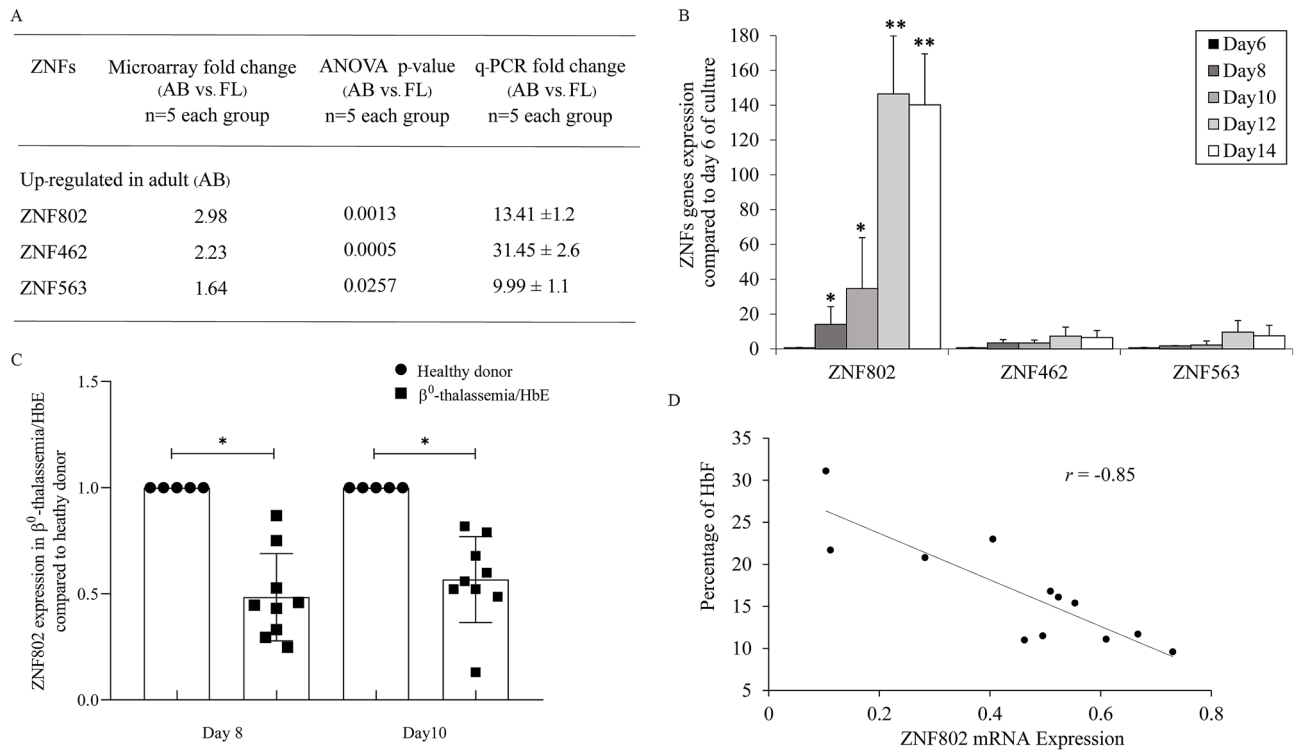 A
ZNFs Microarray fold change ANOVA p-value q-PCR fold change
(AB vs. FL) (AB vs. FL) (AB vs. FL)
n=5 each group n=5 each group n=5 each group
Up-regulated in adult (AB)
ZNF802 2.98 0.0013 13.41 ±1.2
ZNF462 2.23 0.0005 31.45 ± 2.6
ZNF563 1.64 0.0257 9.99 ± 1.1
B
ZNFs genes expression
compared to day 6 of culture
180
160
140
120
100
80
60
40
20
0
* * ** **
Day6
Day8
Day10
Day12
Day14
ZNF802 ZNF462 ZNF563
C
ZNF802 expression in β⁰-thalassemia/HbE
compared to heathy donor
1.5
1.0
0.5
0.0
Healthy donor
β⁰-thalassemia/HbE
* *
Day 8 Day10
D
Percentage of HbF
35
30
25
20
15
10
5
r = -0.85
0 0.2 0.4 0.6 0.8
ZNF802 mRNA Expression